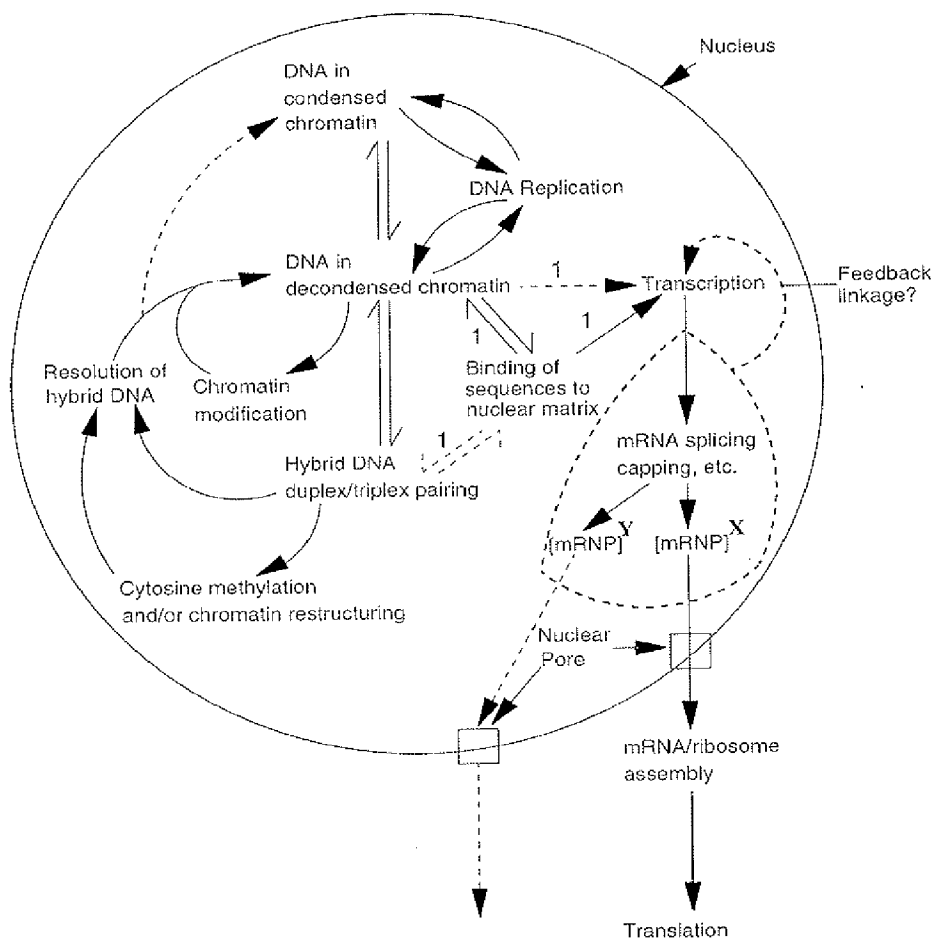 Nucleus
DNA in
condensed
chromatin
DNA Replication
DNA in
decondensed chromatin
1
Transcription
Feedback
linkage?
1
1
Resolution of
hybrid DNA
Chromatin
modification
Binding of
sequences to
nuclear matrix
1
Hybrid DNA
duplex/triplex pairing
mRNA splicing
capping, etc.
[mRNP]Y
[mRNP]X
Cytosine methylation
and/or chromatin restructuring
Nuclear
Pore
mRNA/ribosome
assembly
Translation